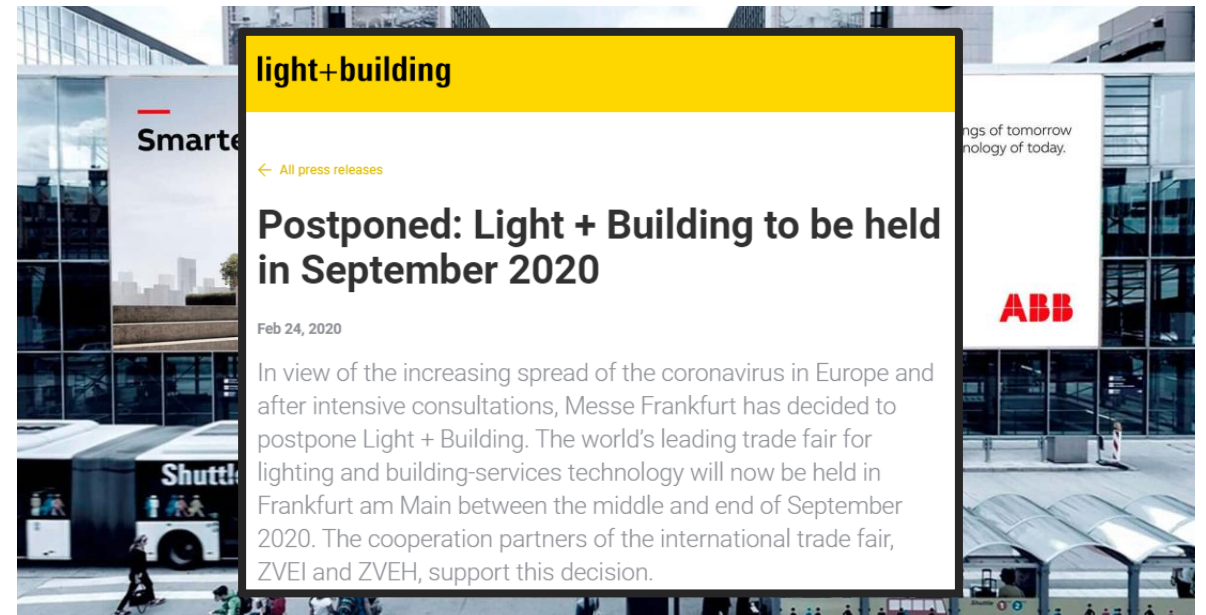 light+building
Smarte
ngs of tomorrow
nology of today.
← All press releases
Postponed: Light + Building to be held
in September 2020
ABB
Feb 24, 2020
In view of the increasing spread of the coronavirus in Europe and
after intensive consultations, Messe Frankfurt has decided to
postpone Light + Building. The world's leading trade fair for
lighting and building-services technology will now be held in
Frankfurt am Main between the middle and end of September
2020. The cooperation partners of the international trade fair,
ZVEI and ZVEH, support this decision.
Shuttl
Shuttle 1 2